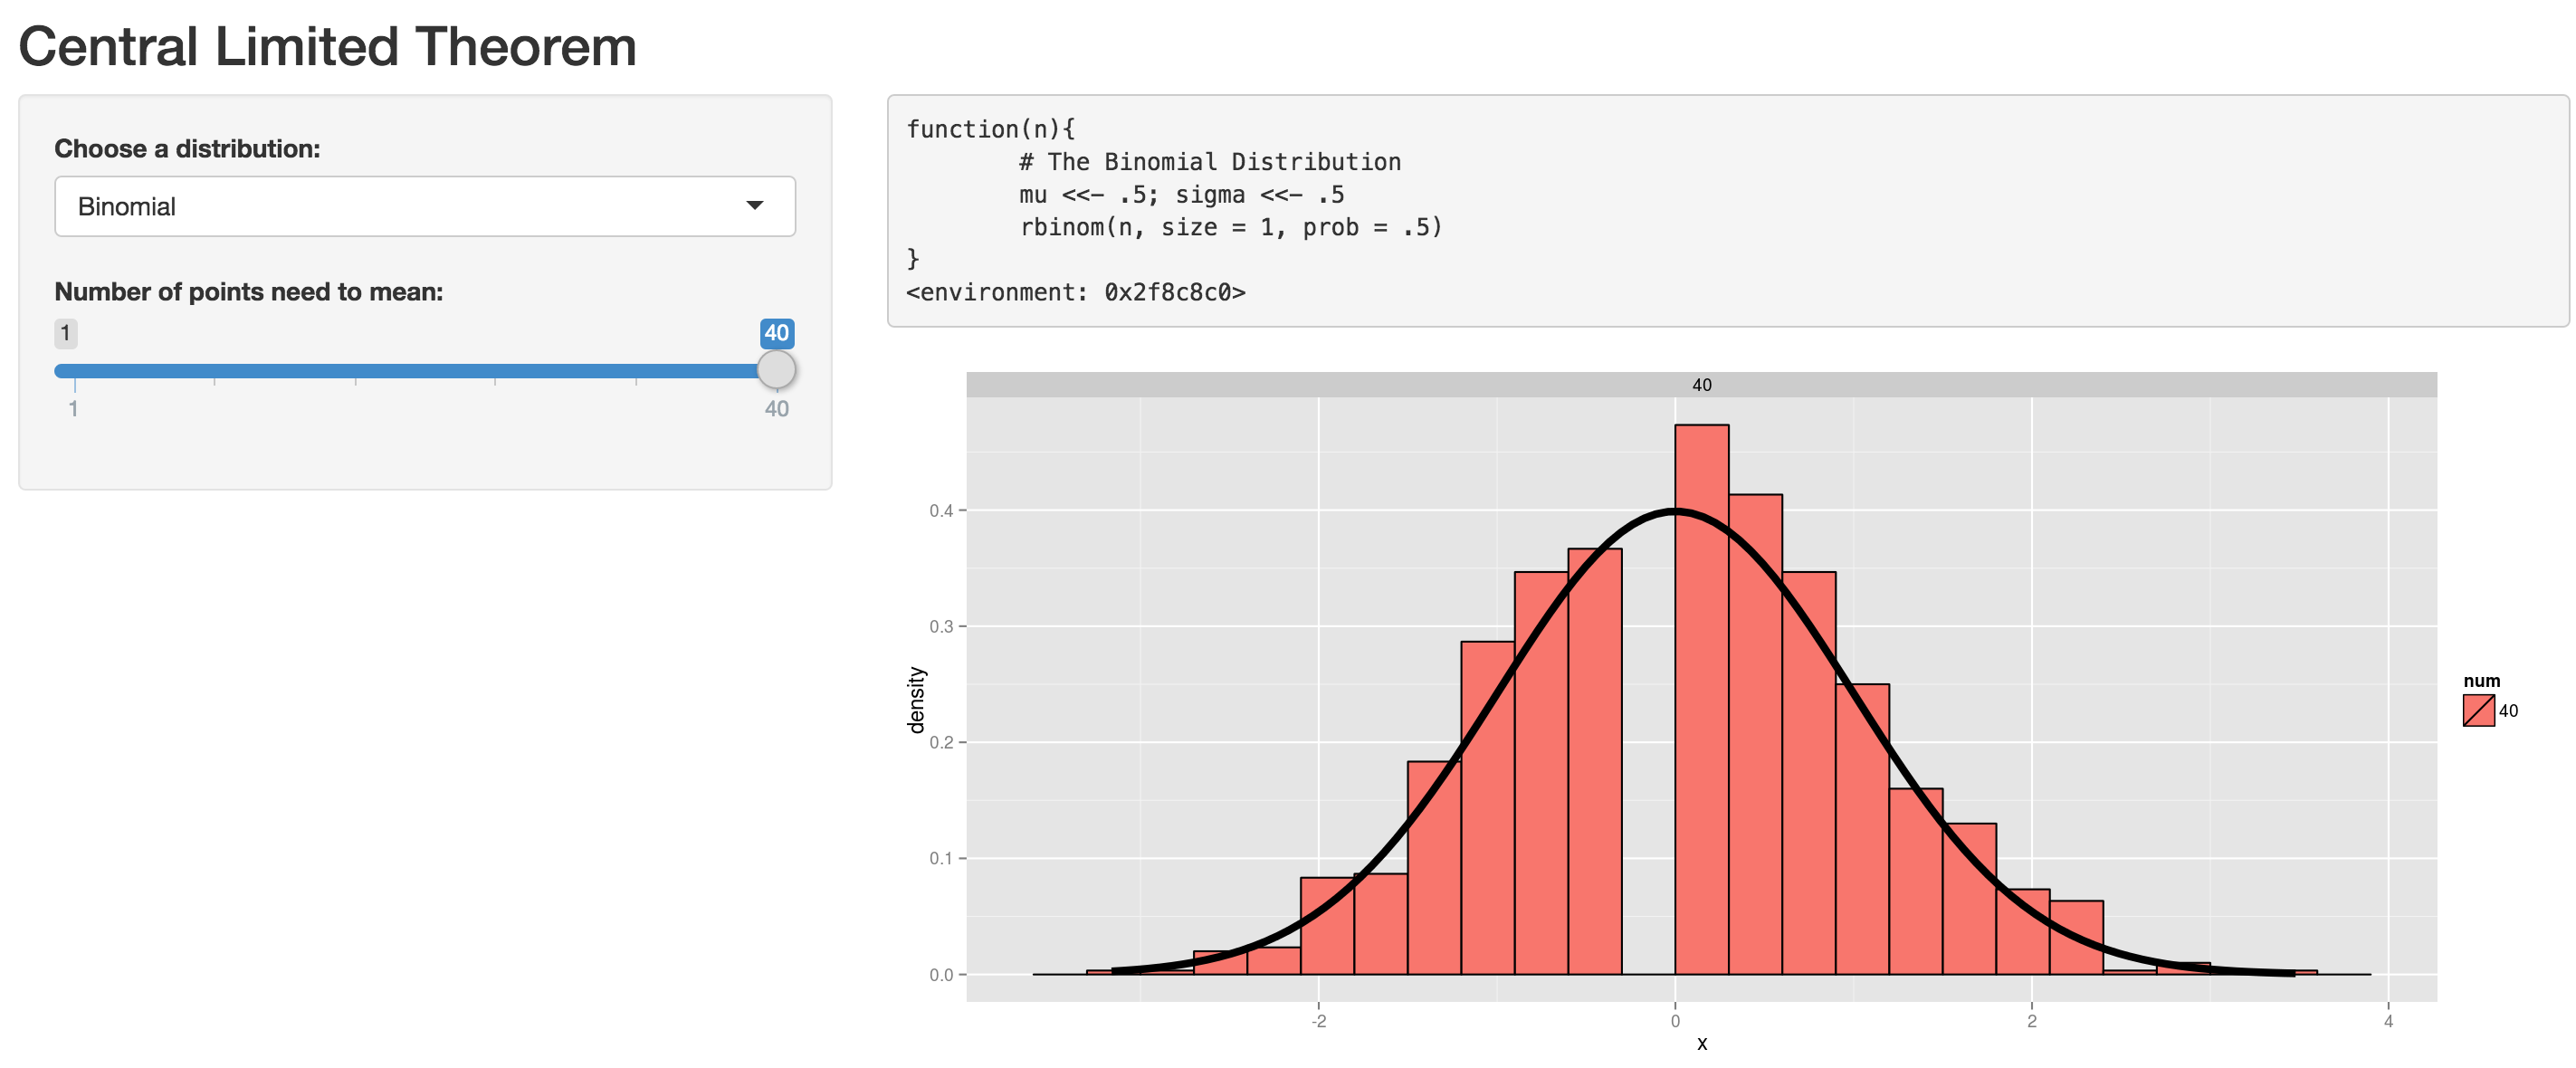 Central Limited Theorem
Choose a distribution:
Binomial
Number of points need to mean:
1
40
1
40
function(n){
        # The Binomial Distribution
        mu <<- .5; sigma <<- .5
        rbinom(n, size = 1, prob = .5)
}
<environment: 0x2f8c8c0>
40
0.4
0.3
0.2
0.1
0.0
density
-2
0
2
4
x
num
40